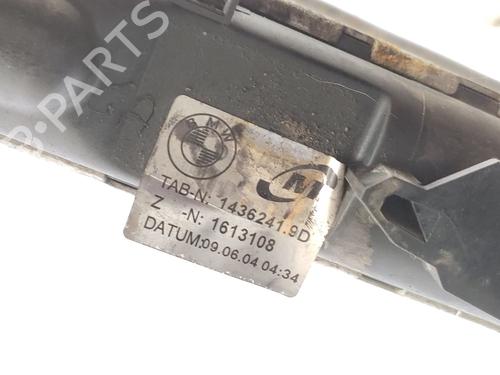 BMW
M
TAB-N: 1436241.9D
Z -N: 1613108
DATUM:09.06.04 04:34
B-PARTS